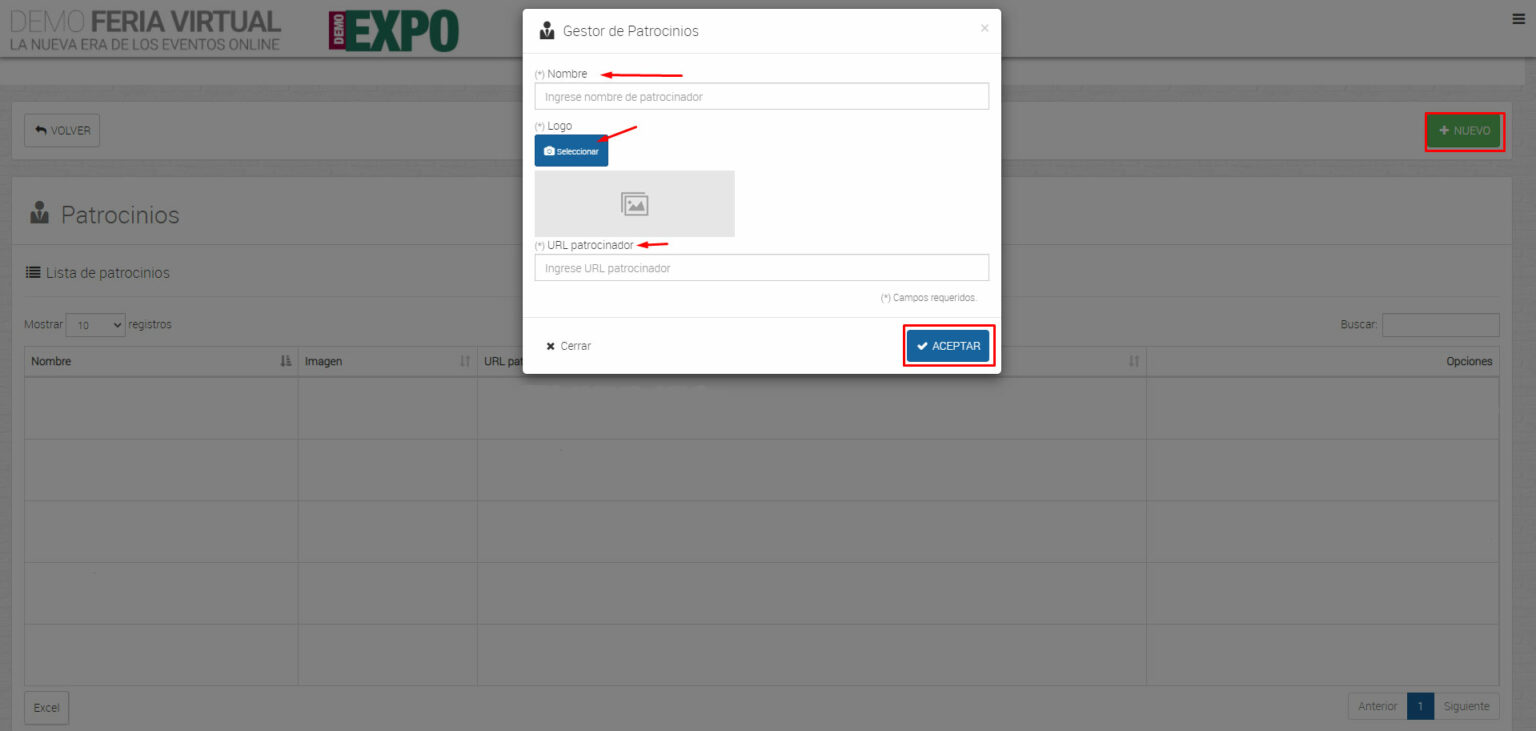 DEMO FERIA VIRTUAL
LA NUEVA ERA DE LOS EVENTOS ONLINE
DEMO EXPO
Gestor de Patrocinios
×
(*) Nombre
Ingrese nombre de patrocinador
(*) Logo
Seleccionar
(*) URL patrocinador
Ingrese URL patrocinador
(*) Campos requeridos.
Cerrar
ACEPTAR
VOLVER
NUEVO
Patrocinios
Lista de patrocinios
Mostrar 10 registros
Buscar:
Nombre Imagen URL pat Opciones
Excel
Anterior 1 Siguiente